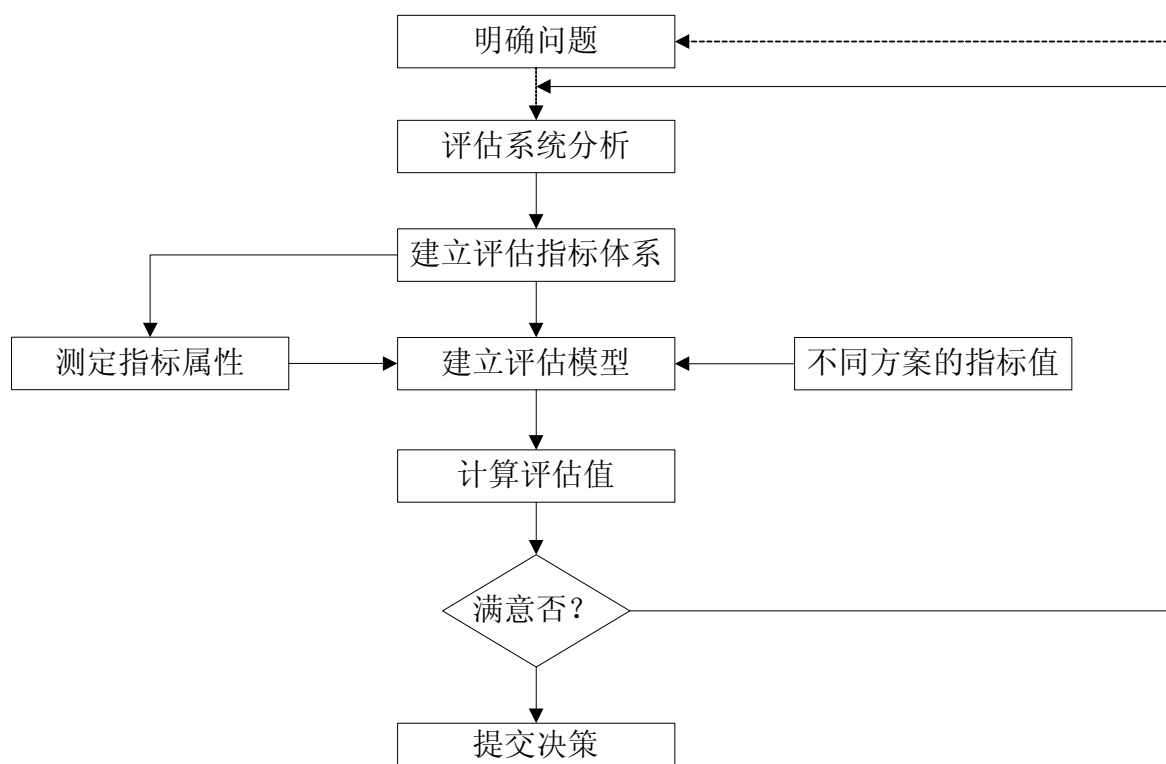 明确问题
评估系统分析
建立评估指标体系
测定指标属性
建立评估模型
不同方案的指标值
计算评估值
满意否？
提交决策